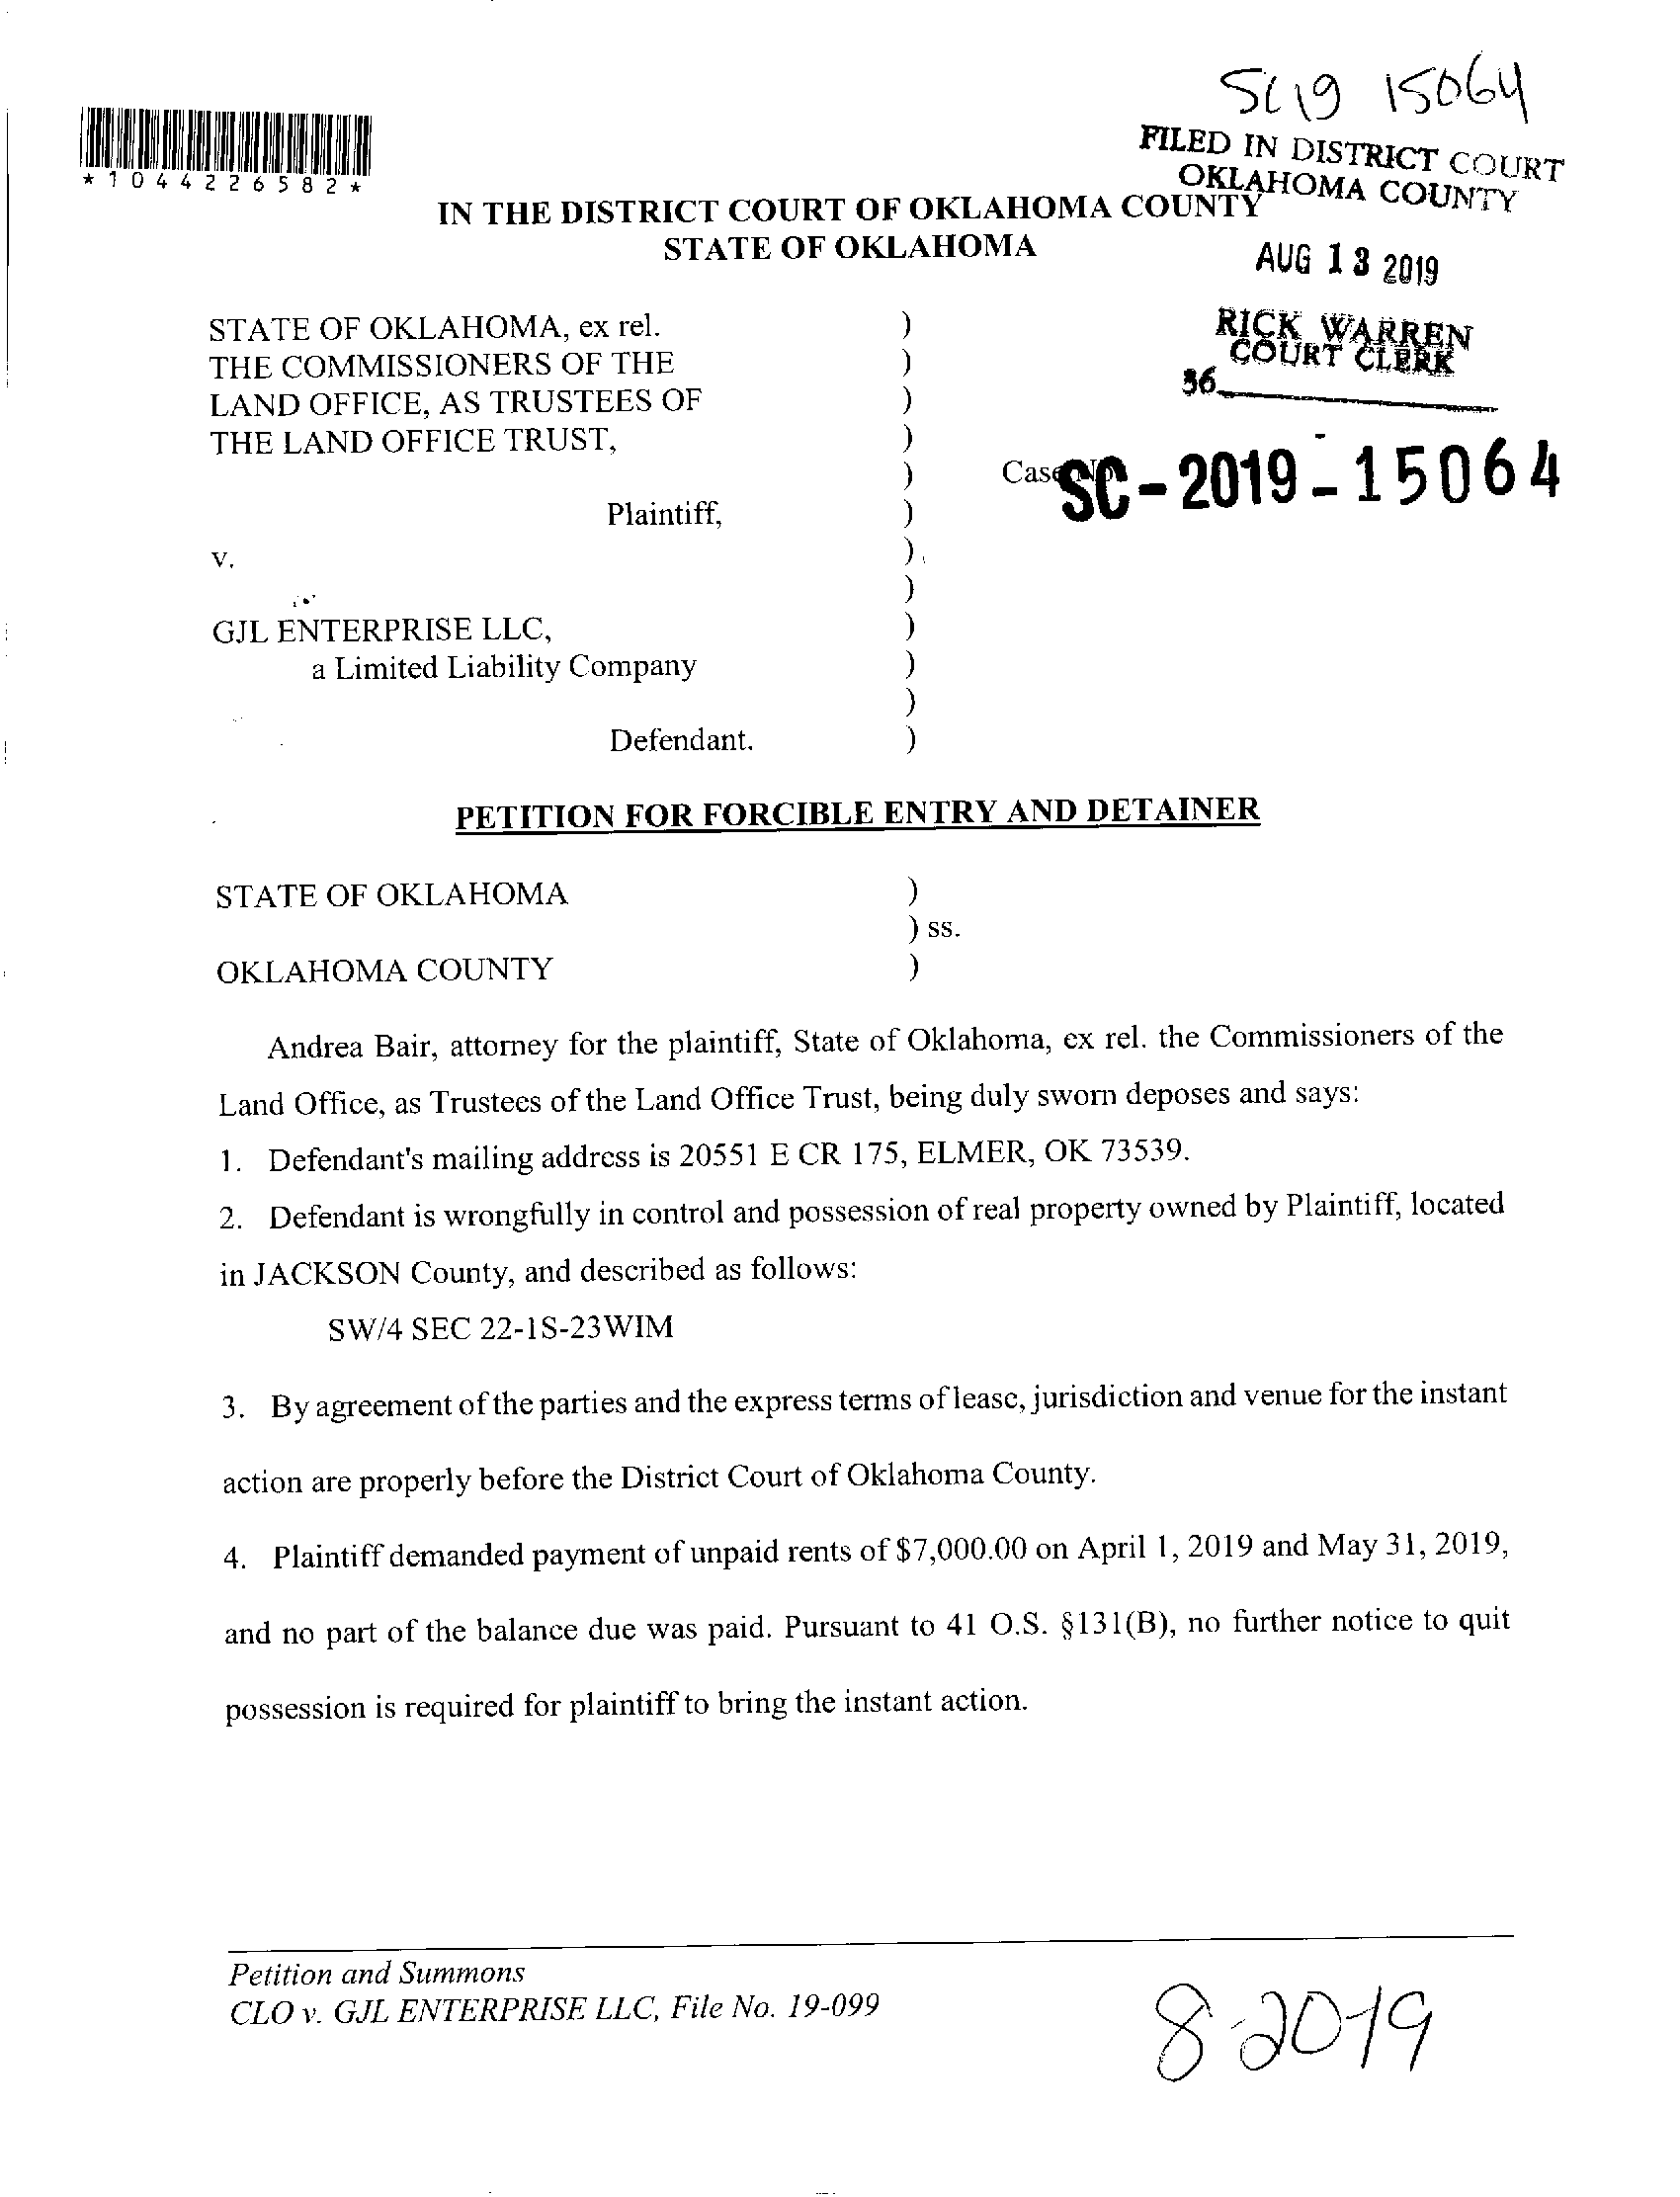 SC19 15064
*1044226582*
FILED IN DISTRICT COURT
OKLAHOMA COUNTY
IN THE DISTRICT COURT OF OKLAHOMA COUNTY
STATE OF OKLAHOMA
AUG 13 2019
RICK WARREN
COURT CLERK
36
STATE OF OKLAHOMA, ex rel. )
THE COMMISSIONERS OF THE )
LAND OFFICE, AS TRUSTEES OF )
THE LAND OFFICE TRUST, )
) Case No. SC-2019-15064
Plaintiff, )
v. )
)
GJL ENTERPRISE LLC, )
a Limited Liability Company )
)
Defendant. )
PETITION FOR FORCIBLE ENTRY AND DETAINER
STATE OF OKLAHOMA )
) ss.
OKLAHOMA COUNTY )
Andrea Bair, attorney for the plaintiff, State of Oklahoma, ex rel. the Commissioners of the
Land Office, as Trustees of the Land Office Trust, being duly sworn deposes and says:
1. Defendant's mailing address is 20551 E CR 175, ELMER, OK 73539.
2. Defendant is wrongfully in control and possession of real property owned by Plaintiff, located
in JACKSON County, and described as follows:
SW/4 SEC 22-1S-23WIM
3. By agreement of the parties and the express terms of lease, jurisdiction and venue for the instant
action are properly before the District Court of Oklahoma County.
4. Plaintiff demanded payment of unpaid rents of $7,000.00 on April 1, 2019 and May 31, 2019,
and no part of the balance due was paid. Pursuant to 41 O.S. §131(B), no further notice to quit
possession is required for plaintiff to bring the instant action.
Petition and Summons
CLO v. GJL ENTERPRISE LLC, File No. 19-099
8-20-19